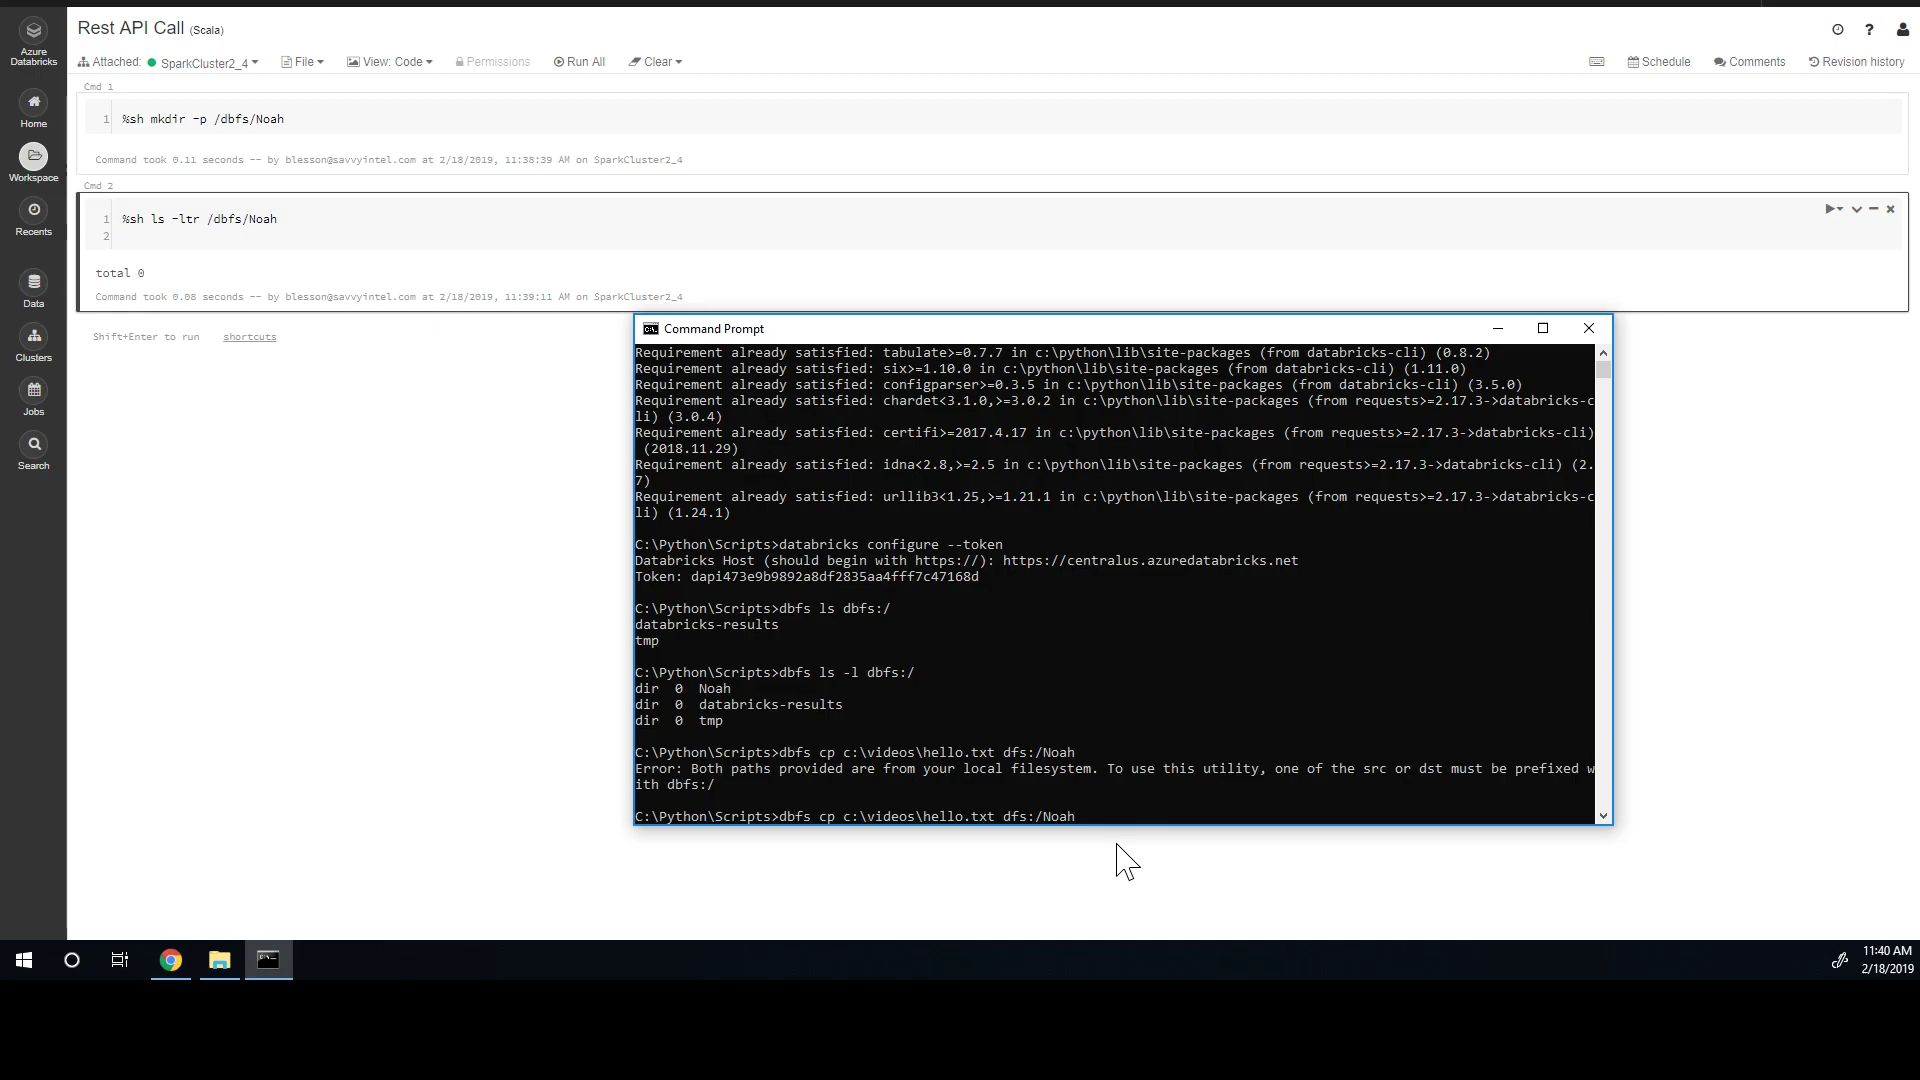 Rest API Call (Scala)
Azure
Databricks
Attached: SparkCluster2_4
File
View: Code
Permissions
Run All
Clear
Schedule
Comments
Revision history
Home
Workspace
Recents
Data
Clusters
Jobs
Search
Cmd 1
1 %sh mkdir -p /dbfs/Noah
Command took 0.11 seconds -- by blesson@savvyintel.com at 2/18/2019, 11:38:39 AM on SparkCluster2_4
Cmd 2
1 %sh ls -ltr /dbfs/Noah
2
total 0
Command took 0.08 seconds -- by blesson@savvyintel.com at 2/18/2019, 11:39:11 AM on SparkCluster2_4
Shift+Enter to run shortcuts
Command Prompt
Requirement already satisfied: tabulate>=0.7.7 in c:\python\lib\site-packages (from databricks-cli) (0.8.2)
Requirement already satisfied: six>=1.10.0 in c:\python\lib\site-packages (from databricks-cli) (1.11.0)
Requirement already satisfied: configparser>=0.3.5 in c:\python\lib\site-packages (from databricks-cli) (3.5.0)
Requirement already satisfied: chardet<3.1.0,>=3.0.2 in c:\python\lib\site-packages (from requests>=2.17.3->databricks-c
li) (3.0.4)
Requirement already satisfied: certifi>=2017.4.17 in c:\python\lib\site-packages (from requests>=2.17.3->databricks-cli)
(2018.11.29)
Requirement already satisfied: idna<2.8,>=2.5 in c:\python\lib\site-packages (from requests>=2.17.3->databricks-cli) (2.
7)
Requirement already satisfied: urllib3<1.25,>=1.21.1 in c:\python\lib\site-packages (from requests>=2.17.3->databricks-c
li) (1.24.1)
C:\Python\Scripts>databricks configure --token
Databricks Host (should begin with https://): https://centralus.azuredatabricks.net
Token: dapi473e9b9892a8df2835aa4fff7c47168d
C:\Python\Scripts>dbfs ls dbfs:/
databricks-results
tmp
C:\Python\Scripts>dbfs ls -l dbfs:/
dir 0 Noah
dir 0 databricks-results
dir 0 tmp
C:\Python\Scripts>dbfs cp c:\videos\hello.txt dfs:/Noah
Error: Both paths provided are from your local filesystem. To use this utility, one of the src or dst must be prefixed w
ith dbfs:/
C:\Python\Scripts>dbfs cp c:\videos\hello.txt dfs:/Noah
11:40 AM
2/18/2019